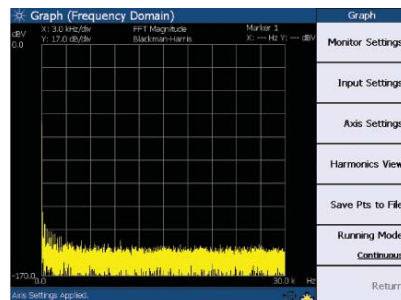 Graph (Frequency Domain)
Graph
dBV
X: 3.0 kHz/div
FFT Magnitude
Marker 1
0.0
Y: 17.0 dB/div
Blackman-Harris
X: --- Hz Y: --- dBV
Monitor Settings
Input Settings
Axis Settings
Harmonics View
Save Pts to File
Running Mode
Continuous
Return
-170.0
0.0
30.0 k
Hz
Axis Settings Applied.